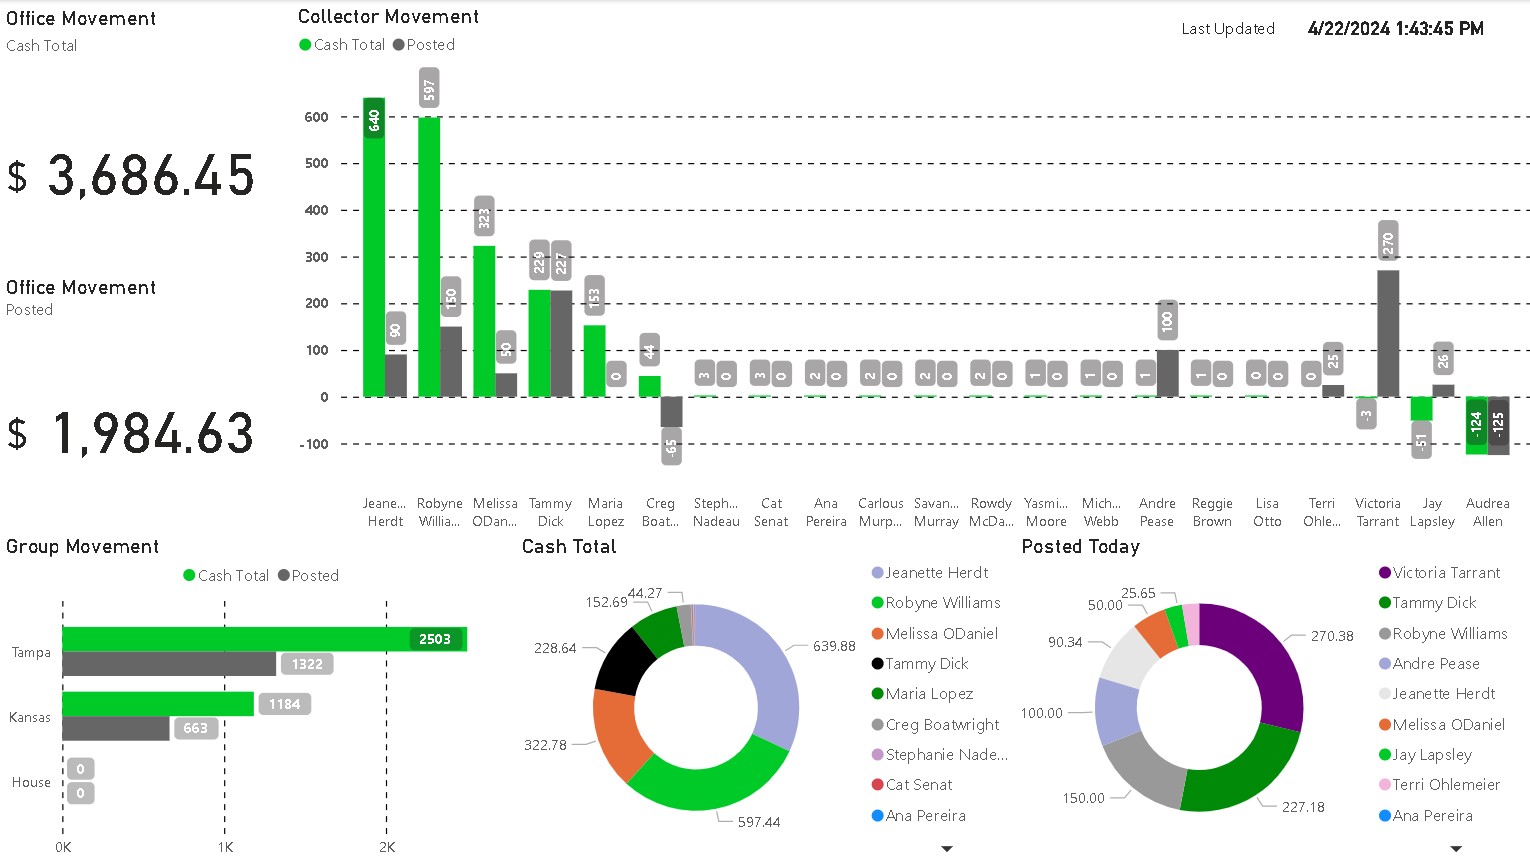 Office Movement
Cash Total
$ 3,686.45
Office Movement
Posted
$ 1,984.63
Collector Movement
Cash Total Posted
Last Updated 4/22/2024 1:43:45 PM
600
500
400
300
200
100
0
-100
640 90
597 150
323 50
229 227
153 0
44 -65
3 0
3 0
2 0
2 0
2 0
2 0
1 0
1 0
1 100
1 0
0 0
0 25
-3 270
-51 26
-124 -125
Jeane... Herdt
Robyne Willia...
Melissa ODan...
Tammy Dick
Maria Lopez
Creg Boat...
Steph... Nadeau
Cat Senat
Ana Pereira
Carlous Murp...
Savan... Murray
Rowdy McDa...
Yasmi... Moore
Mich... Webb
Andre Pease
Reggie Brown
Lisa Otto
Terri Ohle...
Victoria Tarrant
Jay Lapsley
Audrea Allen
Group Movement
Cash Total Posted
Tampa
2503
1322
Kansas
1184
663
House
0
0
0K 1K 2K
Cash Total
639.88
597.44
322.78
228.64
152.69
44.27
Jeanette Herdt
Robyne Williams
Melissa ODaniel
Tammy Dick
Maria Lopez
Creg Boatwright
Stephanie Nade...
Cat Senat
Ana Pereira
Posted Today
270.38
227.18
150.00
100.00
90.34
50.00
25.65
Victoria Tarrant
Tammy Dick
Robyne Williams
Andre Pease
Jeanette Herdt
Melissa ODaniel
Jay Lapsley
Terri Ohlemeier
Ana Pereira